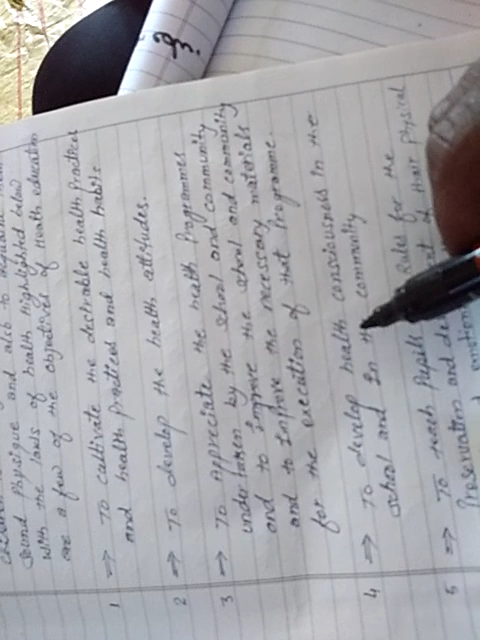 sound physique and also to
with the laws of health highlighted below
are a few of the objectives of health education
1 ⇒ To cultivate the desirable health practices
and health practices and health habits
2 ⇒ To develop the health attitudes.
3 ⇒ To Appreciate the health Programmes
under taken by the school and community
and to improve the school and community
and to improve the necessary materials
for the execution of that Programme.
4 ⇒ To develop health consciousness in the
school and in the community
5 ⇒ To teach Pupils Rules for the
Preservation and of their Physical